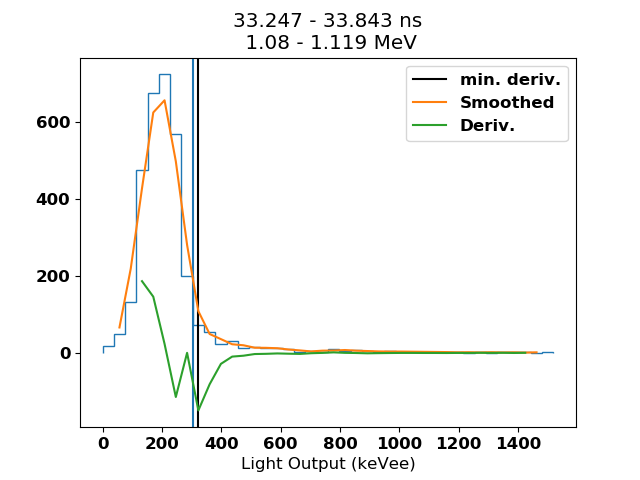 33.247 - 33.843 ns
1.08 - 1.119 MeV
min. deriv.
Smoothed
Deriv.
600
400
200
0
0 200 400 600 800 1000 1200 1400
Light Output (keVee)